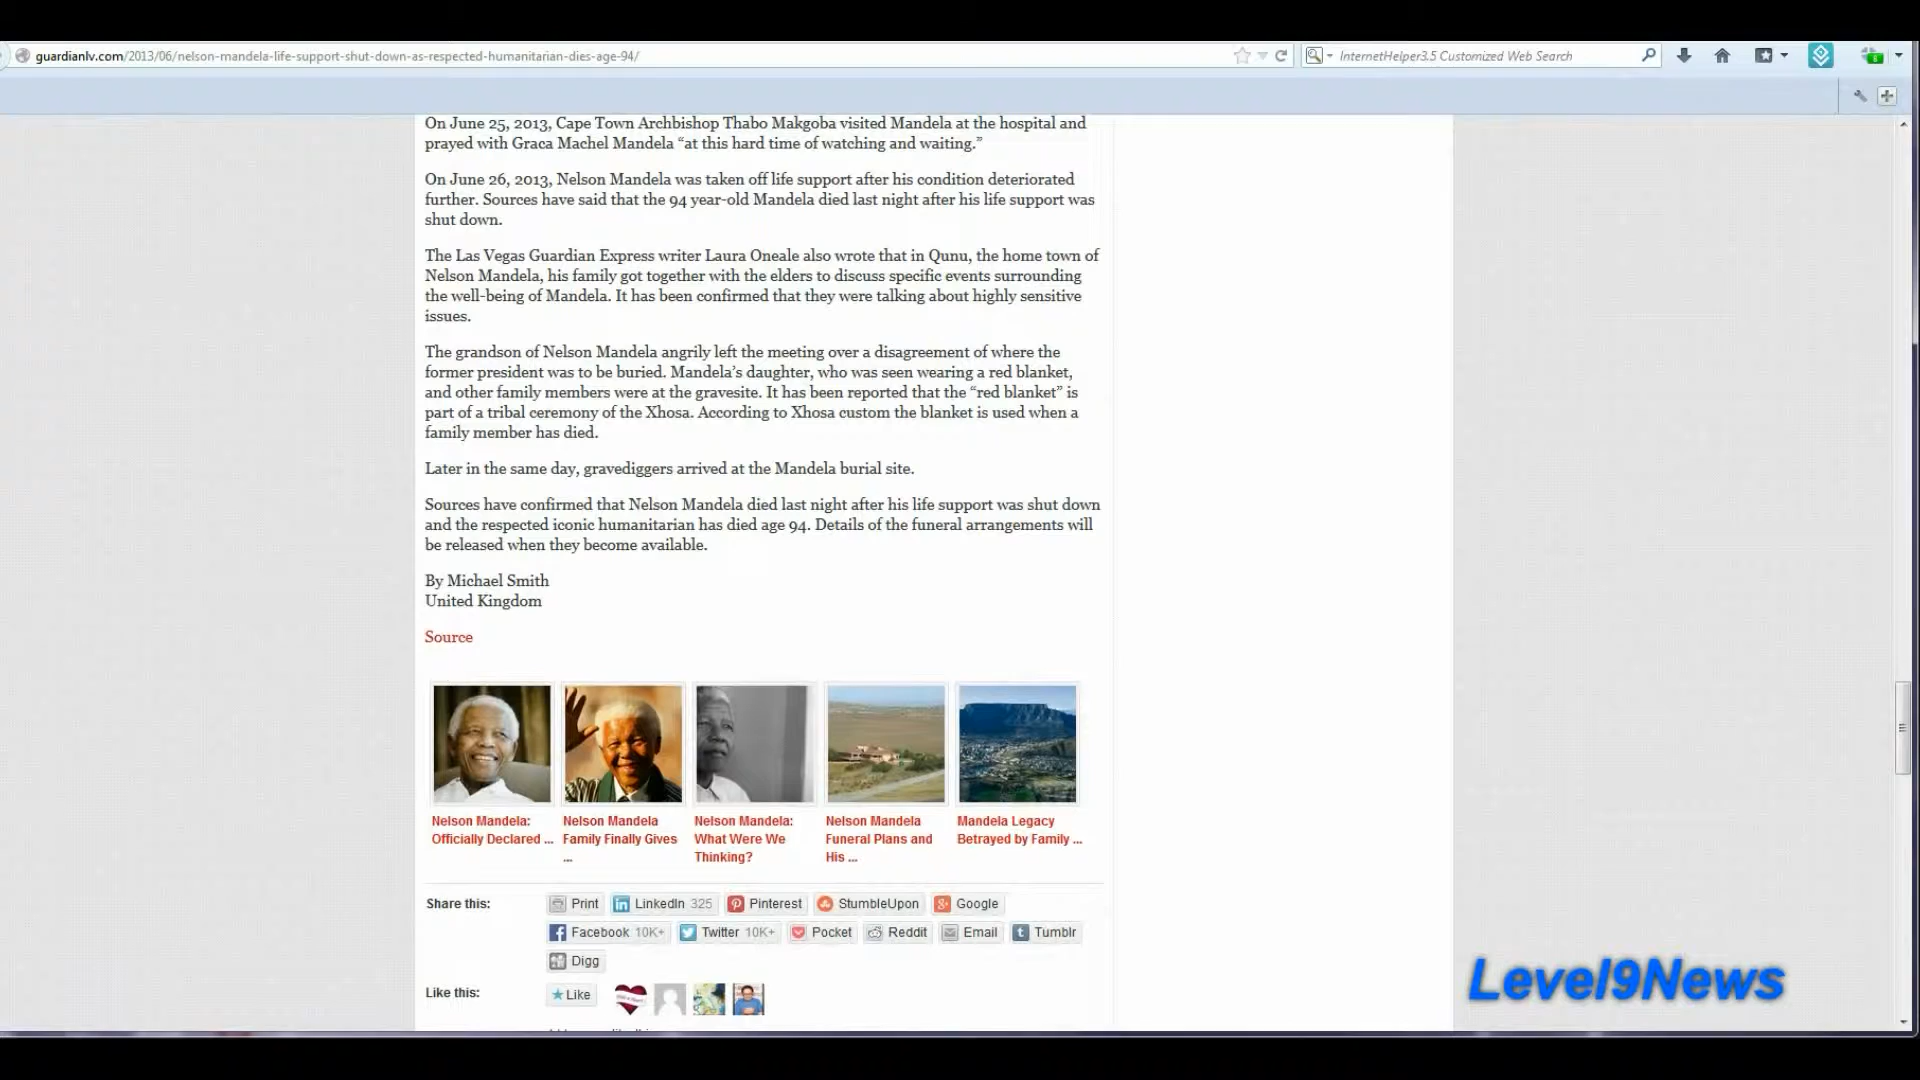 guardianlv.com/2013/06/nelson-mandela-life-support-shut-down-as-respected-humanitarian-dies-age-94/
InternetHelper3.5 Customized Web Search
On June 25, 2013, Cape Town Archbishop Thabo Makgoba visited Mandela at the hospital and
prayed with Graca Machel Mandela “at this hard time of watching and waiting.”
On June 26, 2013, Nelson Mandela was taken off life support after his condition deteriorated
further. Sources have said that the 94 year-old Mandela died last night after his life support was
shut down.
The Las Vegas Guardian Express writer Laura Oneale also wrote that in Qunu, the home town of
Nelson Mandela, his family got together with the elders to discuss specific events surrounding
the well-being of Mandela. It has been confirmed that they were talking about highly sensitive
issues.
The grandson of Nelson Mandela angrily left the meeting over a disagreement of where the
former president was to be buried. Mandela’s daughter, who was seen wearing a red blanket,
and other family members were at the gravesite. It has been reported that the “red blanket” is
part of a tribal ceremony of the Xhosa. According to Xhosa custom the blanket is used when a
family member has died.
Later in the same day, gravediggers arrived at the Mandela burial site.
Sources have confirmed that Nelson Mandela died last night after his life support was shut down
and the respected iconic humanitarian has died age 94. Details of the funeral arrangements will
be released when they become available.
By Michael Smith
United Kingdom
Source
Nelson Mandela: Officially Declared ...
Nelson Mandela Family Finally Gives ...
Nelson Mandela: What Were We Thinking?
Nelson Mandela Funeral Plans and His ...
Mandela Legacy Betrayed by Family ...
Share this: Print LinkedIn 325 Pinterest StumbleUpon Google
Facebook 10K+ Twitter 10K+ Pocket Reddit Email Tumblr
Digg
Like this: Like
Level9News